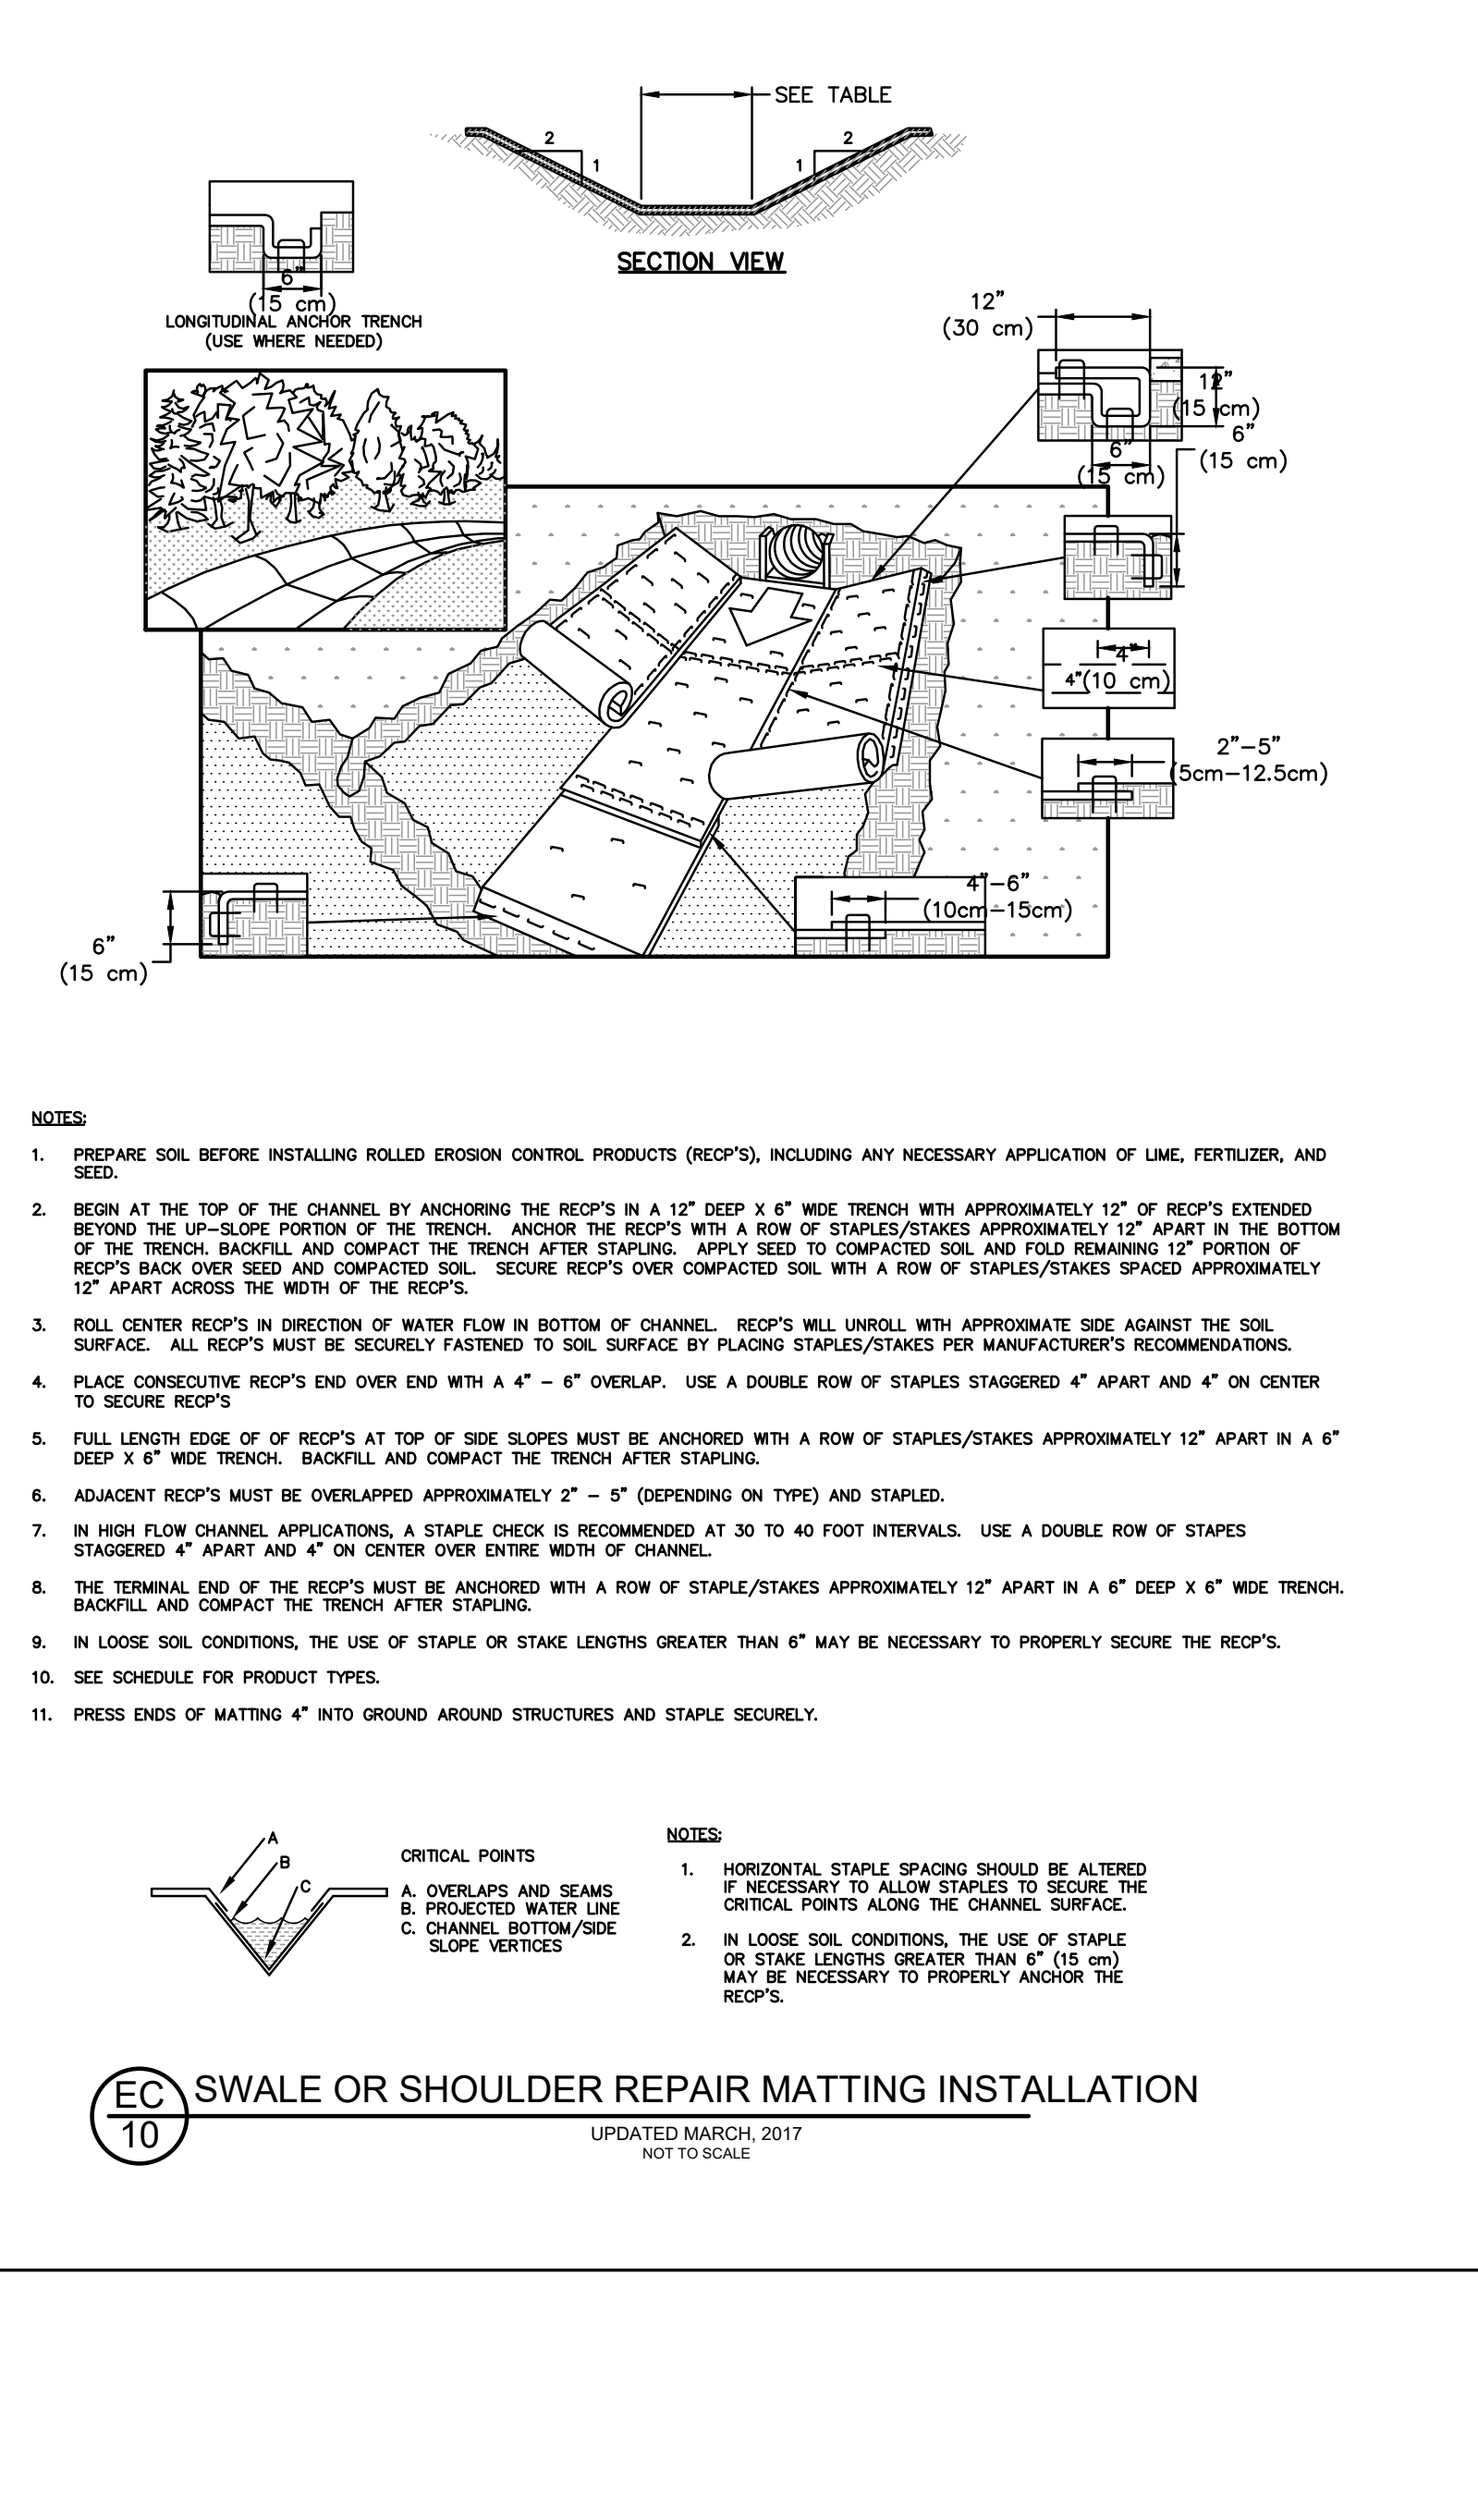 SEE TABLE
2
1
1
2
SECTION VIEW
6"
(15 cm)
LONGITUDINAL ANCHOR TRENCH
(USE WHERE NEEDED)
12"
(30 cm)
12"
(15 cm)
6"
(15 cm)
6"
(15 cm)
4"
4"(10 cm)
2"-5"
(5cm-12.5cm)
4"-6"
(10cm-15cm)
6"
(15 cm)
NOTES:
1. PREPARE SOIL BEFORE INSTALLING ROLLED EROSION CONTROL PRODUCTS (RECP'S), INCLUDING ANY NECESSARY APPLICATION OF LIME, FERTILIZER, AND
SEED.
2. BEGIN AT THE TOP OF THE CHANNEL BY ANCHORING THE RECP'S IN A 12" DEEP X 6" WIDE TRENCH WITH APPROXIMATELY 12" OF RECP'S EXTENDED
BEYOND THE UP-SLOPE PORTION OF THE TRENCH. ANCHOR THE RECP'S WITH A ROW OF STAPLES/STAKES APPROXIMATELY 12" APART IN THE BOTTOM
OF THE TRENCH. BACKFILL AND COMPACT THE TRENCH AFTER STAPLING. APPLY SEED TO COMPACTED SOIL AND FOLD REMAINING 12" PORTION OF
RECP'S BACK OVER SEED AND COMPACTED SOIL. SECURE RECP'S OVER COMPACTED SOIL WITH A ROW OF STAPLES/STAKES SPACED APPROXIMATELY
12" APART ACROSS THE WIDTH OF THE RECP'S.
3. ROLL CENTER RECP'S IN DIRECTION OF WATER FLOW IN BOTTOM OF CHANNEL. RECP'S WILL UNROLL WITH APPROXIMATE SIDE AGAINST THE SOIL
SURFACE. ALL RECP'S MUST BE SECURELY FASTENED TO SOIL SURFACE BY PLACING STAPLES/STAKES PER MANUFACTURER'S RECOMMENDATIONS.
4. PLACE CONSECUTIVE RECP'S END OVER END WITH A 4" - 6" OVERLAP. USE A DOUBLE ROW OF STAPLES STAGGERED 4" APART AND 4" ON CENTER
TO SECURE RECP'S
5. FULL LENGTH EDGE OF OF RECP'S AT TOP OF SIDE SLOPES MUST BE ANCHORED WITH A ROW OF STAPLES/STAKES APPROXIMATELY 12" APART IN A 6"
DEEP X 6" WIDE TRENCH. BACKFILL AND COMPACT THE TRENCH AFTER STAPLING.
6. ADJACENT RECP'S MUST BE OVERLAPPED APPROXIMATELY 2" - 5" (DEPENDING ON TYPE) AND STAPLED.
7. IN HIGH FLOW CHANNEL APPLICATIONS, A STAPLE CHECK IS RECOMMENDED AT 30 TO 40 FOOT INTERVALS. USE A DOUBLE ROW OF STAPES
STAGGERED 4" APART AND 4" ON CENTER OVER ENTIRE WIDTH OF CHANNEL.
8. THE TERMINAL END OF THE RECP'S MUST BE ANCHORED WITH A ROW OF STAPLE/STAKES APPROXIMATELY 12" APART IN A 6" DEEP X 6" WIDE TRENCH.
BACKFILL AND COMPACT THE TRENCH AFTER STAPLING.
9. IN LOOSE SOIL CONDITIONS, THE USE OF STAPLE OR STAKE LENGTHS GREATER THAN 6" MAY BE NECESSARY TO PROPERLY SECURE THE RECP'S.
10. SEE SCHEDULE FOR PRODUCT TYPES.
11. PRESS ENDS OF MATTING 4" INTO GROUND AROUND STRUCTURES AND STAPLE SECURELY.
A
B
C
CRITICAL POINTS
A. OVERLAPS AND SEAMS
B. PROJECTED WATER LINE
C. CHANNEL BOTTOM/SIDE
SLOPE VERTICES
NOTES:
1. HORIZONTAL STAPLE SPACING SHOULD BE ALTERED
IF NECESSARY TO ALLOW STAPLES TO SECURE THE
CRITICAL POINTS ALONG THE CHANNEL SURFACE.
2. IN LOOSE SOIL CONDITIONS, THE USE OF STAPLE
OR STAKE LENGTHS GREATER THAN 6" (15 cm)
MAY BE NECESSARY TO PROPERLY ANCHOR THE
RECP'S.
EC
10
SWALE OR SHOULDER REPAIR MATTING INSTALLATION
UPDATED MARCH, 2017
NOT TO SCALE